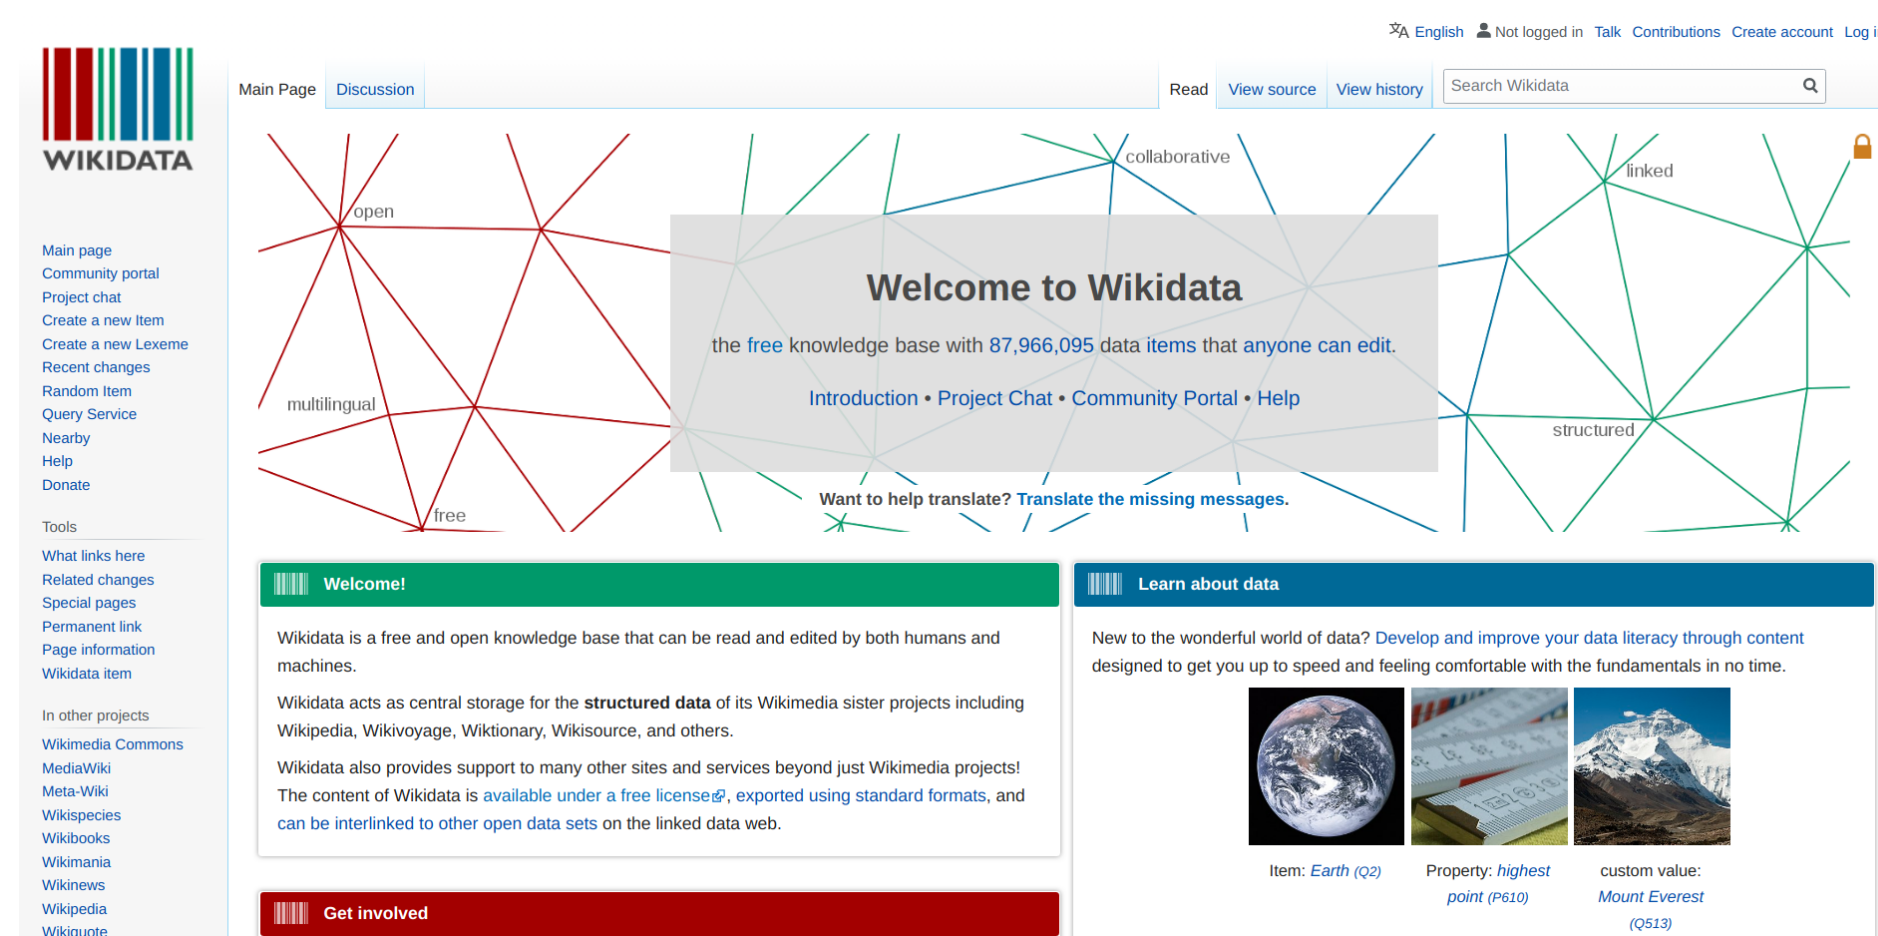 English Not logged in Talk Contributions Create account Log i
WIKIDATA
Main Page Discussion Read View source View history Search Wikidata
collaborative
linked
open
Main page
Community portal
Project chat
Create a new Item
Create a new Lexeme
Recent changes
Random Item
Query Service
Nearby
Help
Donate
Tools
What links here
Related changes
Special pages
Permanent link
Page information
Wikidata item
In other projects
Wikimedia Commons
MediaWiki
Meta-Wiki
Wikispecies
Wikibooks
Wikimania
Wikinews
Wikipedia
Wikiquote
Welcome to Wikidata
the free knowledge base with 87,966,095 data items that anyone can edit.
Introduction • Project Chat • Community Portal • Help
multilingual
structured
free
Want to help translate? Translate the missing messages.
Welcome!
Wikidata is a free and open knowledge base that can be read and edited by both humans and
machines.
Wikidata acts as central storage for the structured data of its Wikimedia sister projects including
Wikipedia, Wikivoyage, Wiktionary, Wikisource, and others.
Wikidata also provides support to many other sites and services beyond just Wikimedia projects!
The content of Wikidata is available under a free license, exported using standard formats, and
can be interlinked to other open data sets on the linked data web.
Get involved
Learn about data
New to the wonderful world of data? Develop and improve your data literacy through content
designed to get you up to speed and feeling comfortable with the fundamentals in no time.
Item: Earth (Q2)
Property: highest
point (P610)
custom value:
Mount Everest
(Q513)